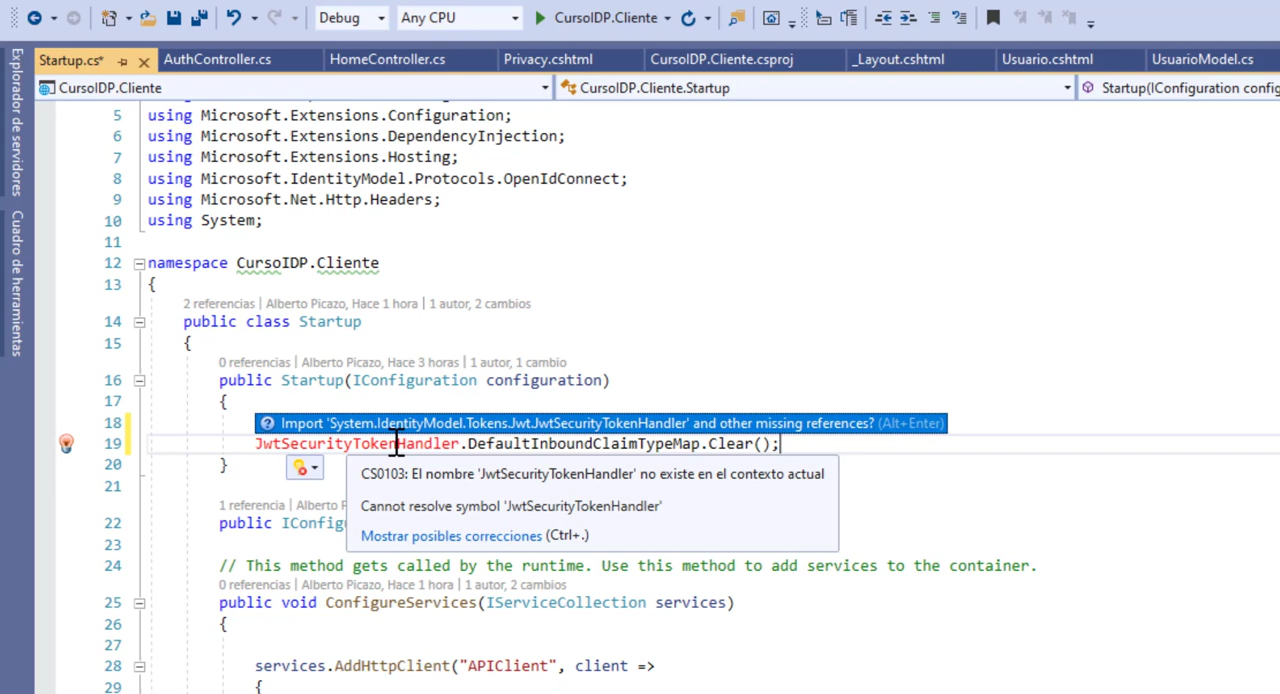 Debug Any CPU CursoIDP.Cliente
Startup.cs* AuthController.cs HomeController.cs Privacy.cshtml CursoIDP.Cliente.csproj _Layout.cshtml Usuario.cshtml UsuarioModel.cs
CursoIDP.Cliente CursoIDP.Cliente.Startup Startup(IConfiguration config
Explorador de servidores
Cuadro de herramientas
5 using Microsoft.Extensions.Configuration;
6 using Microsoft.Extensions.DependencyInjection;
7 using Microsoft.Extensions.Hosting;
8 using Microsoft.IdentityModel.Protocols.OpenIdConnect;
9 using Microsoft.Net.Http.Headers;
10 using System;
11
12 namespace CursoIDP.Cliente
13 {
2 referencias | Alberto Picazo, Hace 1 hora | 1 autor, 2 cambios
14 public class Startup
15 {
0 referencias | Alberto Picazo, Hace 3 horas | 1 autor, 1 cambio
16 public Startup(IConfiguration configuration)
17 {
18 Import 'System.IdentityModel.Tokens.Jwt.JwtSecurityTokenHandler' and other missing references? (Alt+Enter)
19 JwtSecurityTokenHandler.DefaultInboundClaimTypeMap.Clear();
20 }
CS0103: El nombre 'JwtSecurityTokenHandler' no existe en el contexto actual
21
Cannot resolve symbol 'JwtSecurityTokenHandler'
1 referencia | Alberto P
22 public IConfig
Mostrar posibles correcciones (Ctrl+.)
23
24 // This method gets called by the runtime. Use this method to add services to the container.
0 referencias | Alberto Picazo, Hace 1 hora | 1 autor, 2 cambios
25 public void ConfigureServices(IServiceCollection services)
26 {
27
28 services.AddHttpClient("APIClient", client =>
29 {